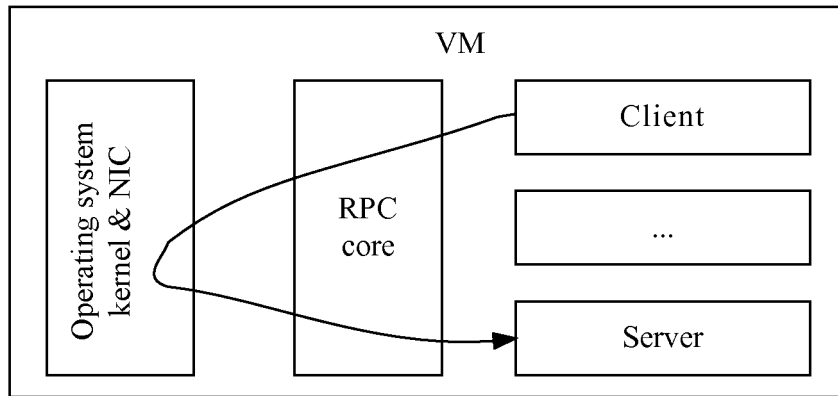 VM
Operating system
kernel & NIC
RPC
core
Client
...
Server